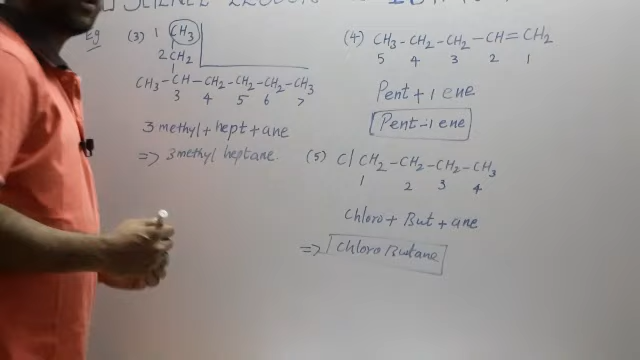 Eg (3) 1 CH3
2 CH2
CH3 - CH - CH2 - CH2 - CH2 - CH3
3 4 5 6 7
3 methyl + hept + ane
=> 3 methyl heptane.
(4) CH3 - CH2 - CH2 - CH = CH2
5 4 3 2 1
Pent + 1 ene
Pent-1 ene
(5) Cl CH2 - CH2 - CH2 - CH3
1 2 3 4
Chloro + But + ane
=> Chloro Butane